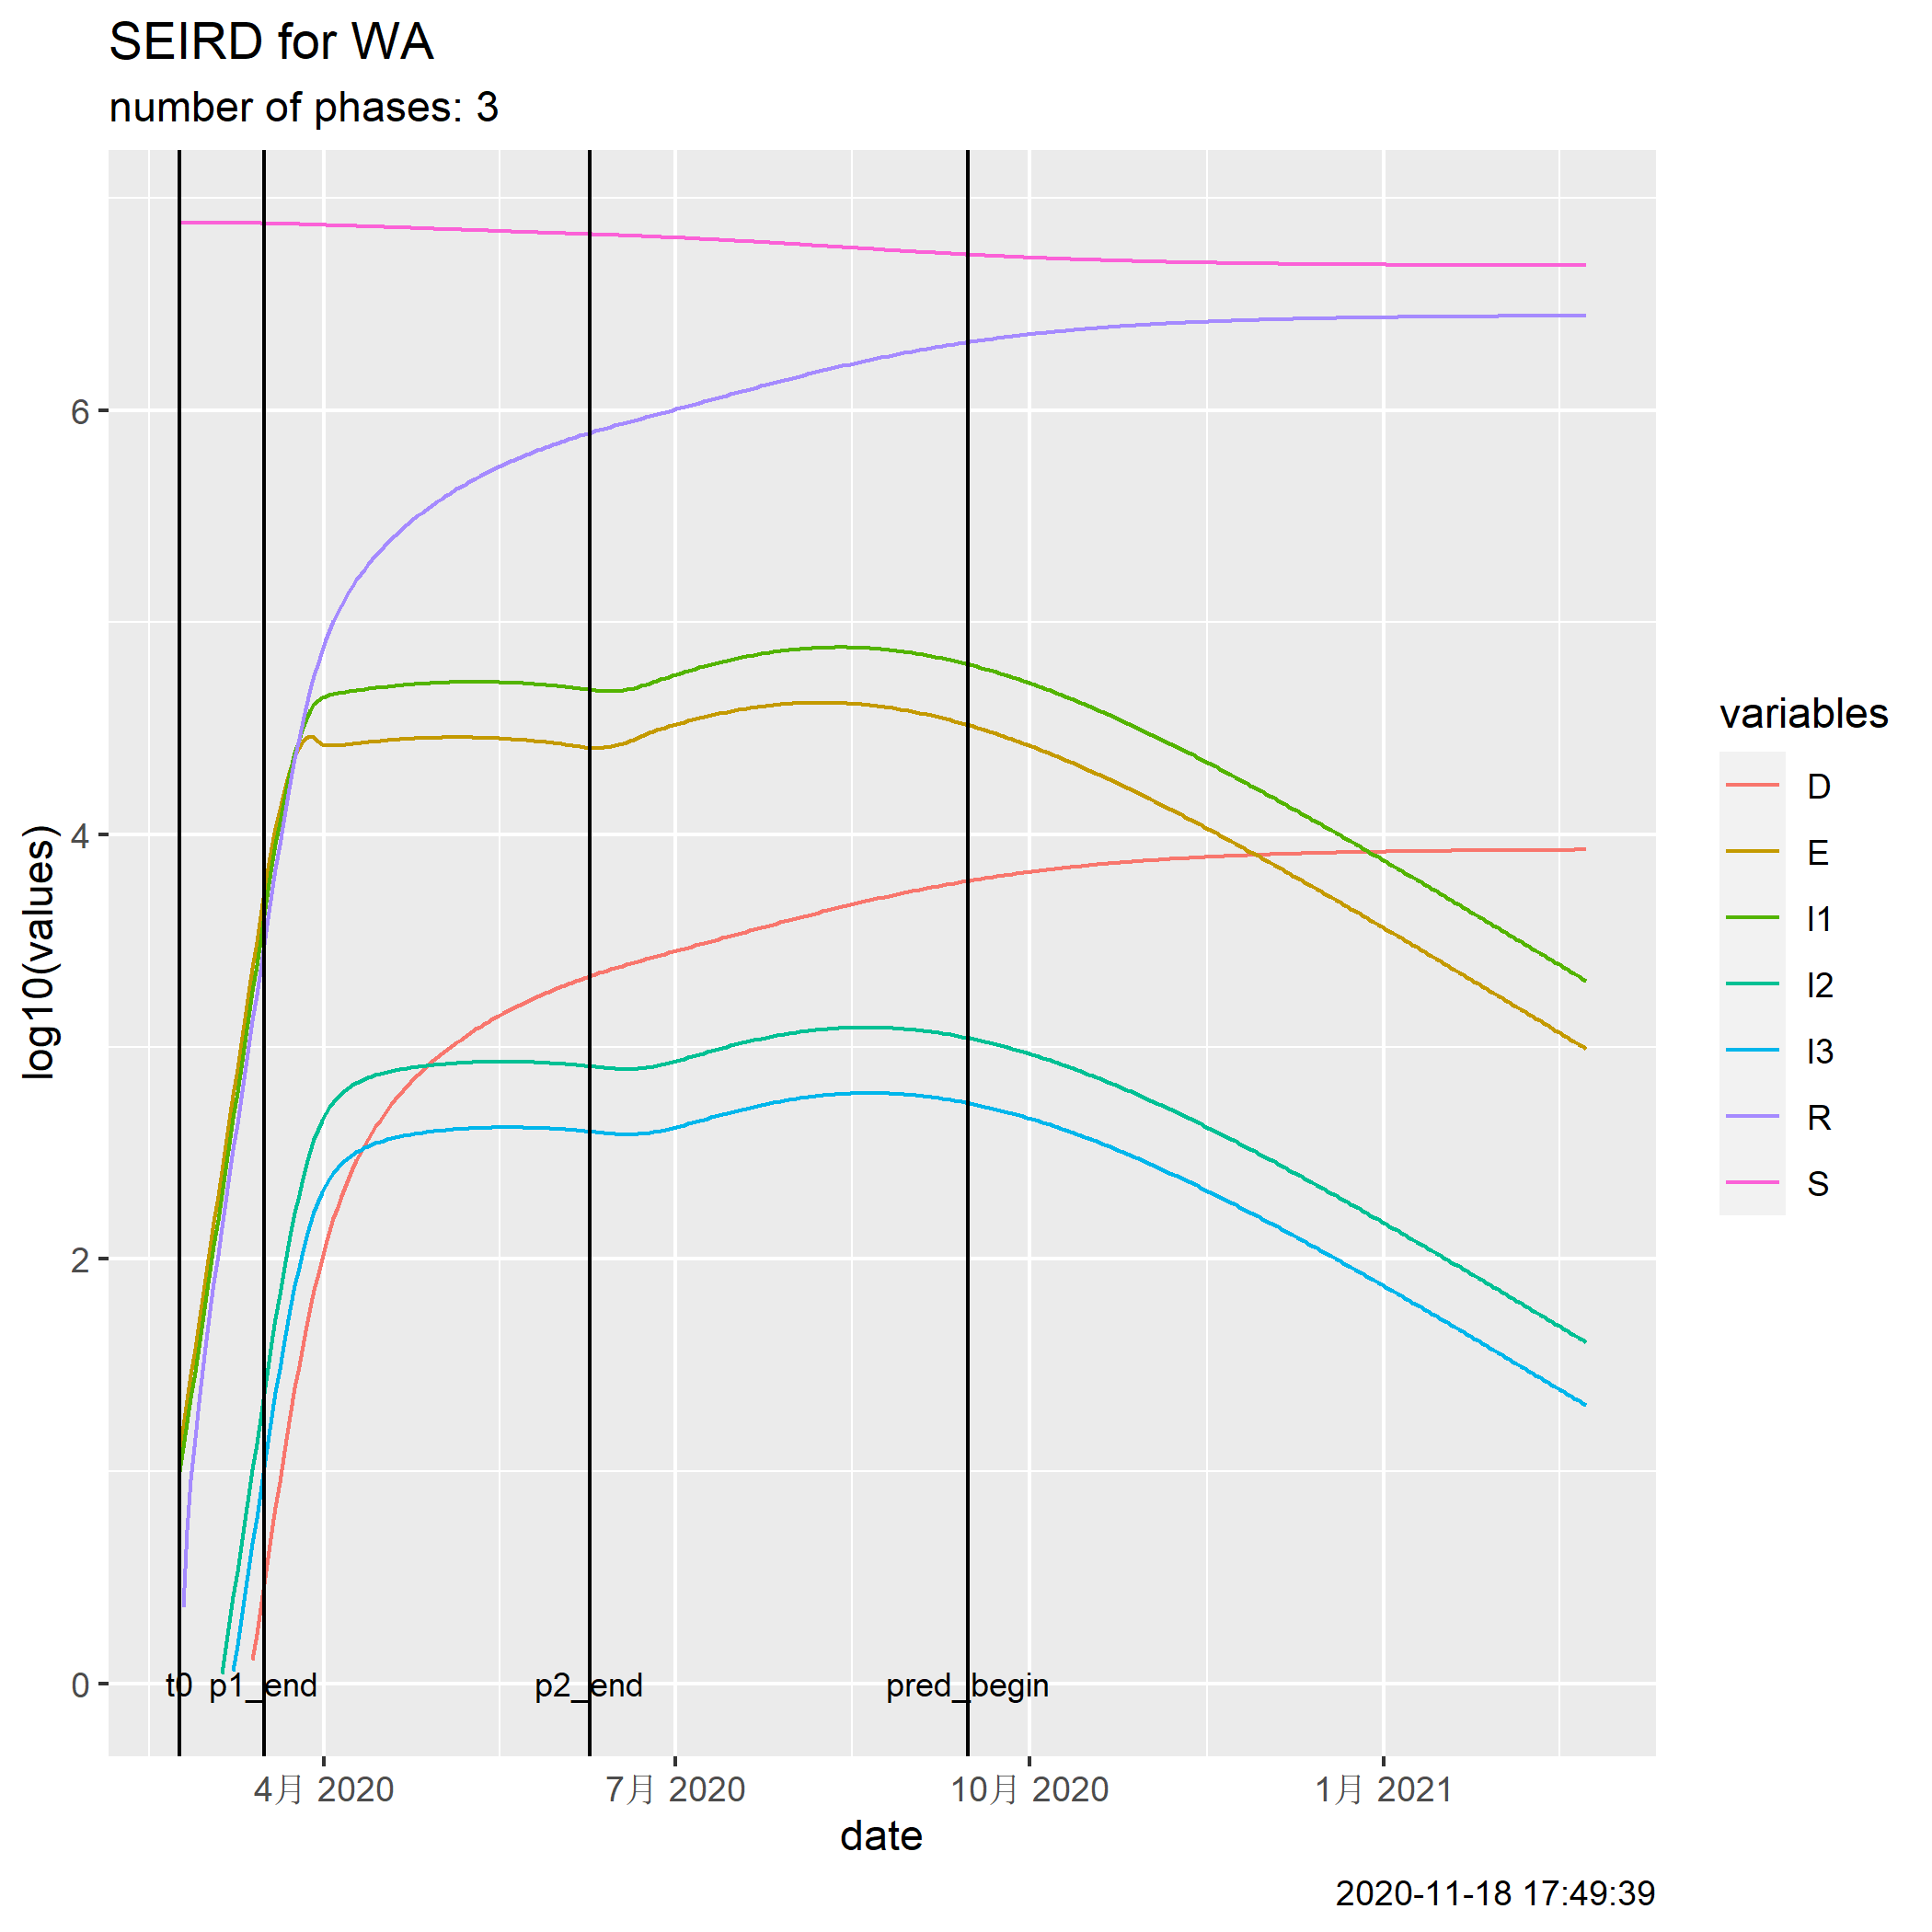 SEIRD for WA
number of phases: 3
log10(values)
6
4
2
0
t0 p1_end p2_end pred_begin
4月 2020 7月 2020 10月 2020 1月 2021
date
variables
D
E
I1
I2
I3
R
S
2020-11-18 17:49:39